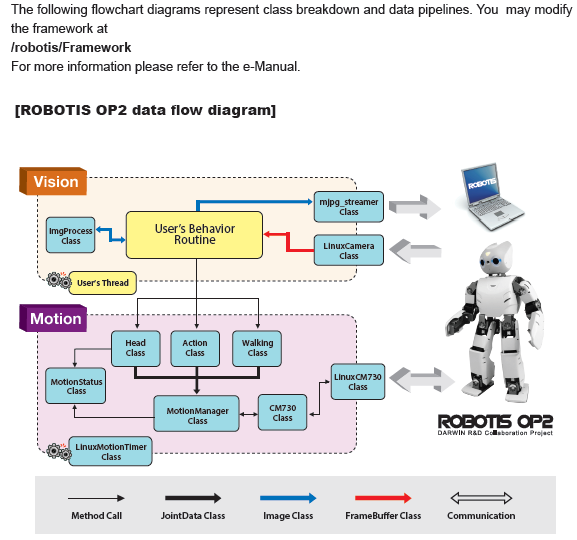 The following flowchart diagrams represent class breakdown and data pipelines. You  may modify
the framework at
/robotis/Framework
For more information please refer to the e-Manual.
[ROBOTIS OP2 data flow diagram]
Vision
mjpg_streamer
Class
ROBOTIS
ImgProcess
Class
User's Behavior
Routine
LinuxCamera
Class
User's Thread
Motion
Head
Class
Action
Class
Walking
Class
MotionStatus
Class
LinuxCM730
Class
MotionManager
Class
CM730
Class
ROBOTIS OP2
DARWIN R&D Collaboration Project
LinuxMotionTimer
Class
Method Call
JointData Class
Image Class
FrameBuffer Class
Communication